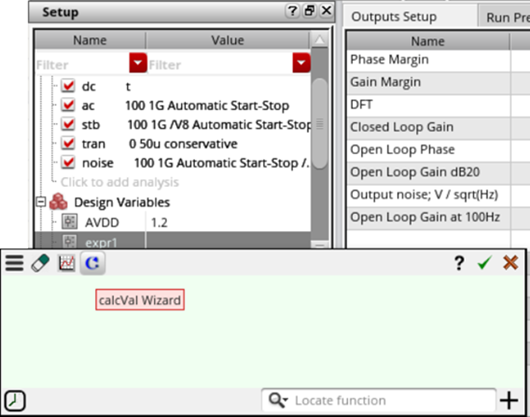 Setup
Name Value
Filter Filter
dc t
ac 100 1G Automatic Start-Stop
stb 100 1G /V8 Automatic Start-Stop
tran 0 50u conservative
noise 100 1G Automatic Start-Stop /..
Click to add analysis
Design Variables
AVDD 1.2
expr1
Outputs Setup Run Pre
Name
Phase Margin
Gain Margin
DFT
Closed Loop Gain
Open Loop Phase
Open Loop Gain dB20
Output noise; V / sqrt(Hz)
Open Loop Gain at 100Hz
calcVal Wizard
Locate function